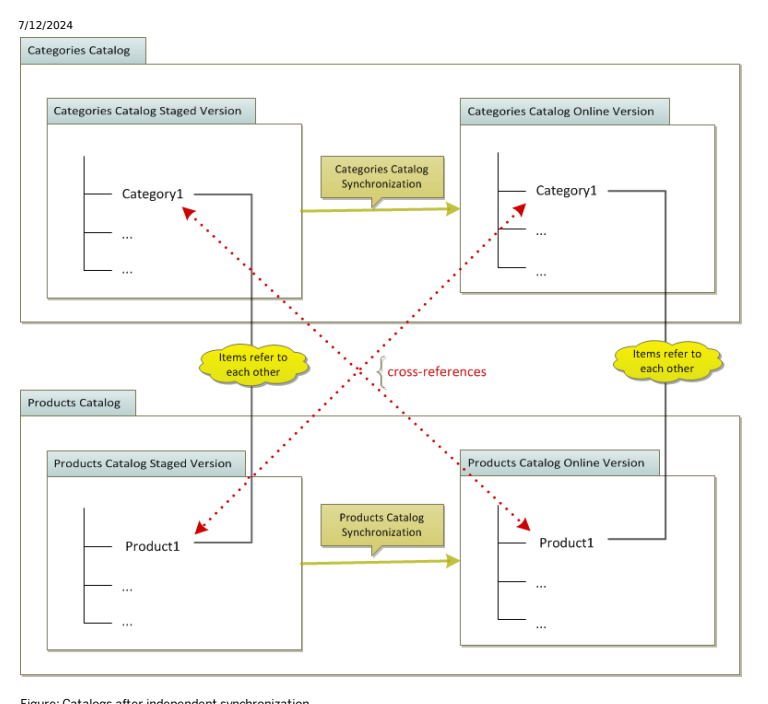 7/12/2024
Categories Catalog
Categories Catalog Staged Version
Categories Catalog Online Version
Categories Catalog
Synchronization
Category1
...
...
Category1
...
...
Items refer to
each other
Items refer to
each other
cross-references
Products Catalog
Products Catalog Staged Version
Products Catalog Online Version
Products Catalog
Synchronization
Product1
...
...
Product1
...
...
Figure: Catalogs after independent synchronization